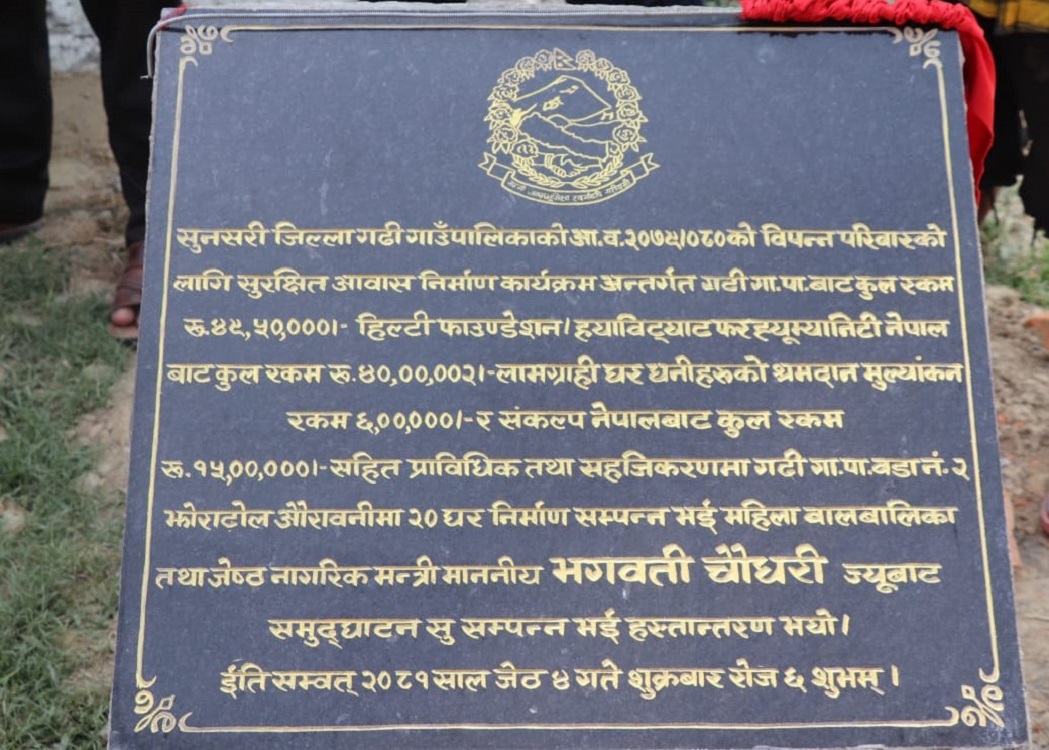 सुनसरी जिल्ला गढी गाउँपालिकाको आ.व.२०७९/०८० को विपन्न परिवारको
लागि सुरक्षित आवास निर्माण कार्यक्रम अन्तर्गत गढी गा.पा.बाट कुल रकम
रू.४९,५०,०००।- हिल्टी फाउण्डेशन/ह्याविट्याट फर ह्यूम्यानिटी नेपाल
बाट कुल रकम रू.४०,००,००२।-लाभग्राही घर धनीहरूको श्रमदान मुल्यांकन
रकम ६,००,०००/-र संकल्प नेपालबाट कुल रकम
रू.१५,००,०००।-सहित प्राविधिक तथा सहजिकरणमा गढी गा.पा.वडा नं.२
झोराटोल औरावनीमा २० घर निर्माण सम्पन्न भई महिला बालबालिका
तथा जेष्ठ नागरिक मन्त्री माननीय भगवती चौधरी ज्यूबाट
समुद्घाटन सु सम्पन्न भई हस्तान्तरण भयो।
ईति सम्वत् २०८१ साल जेठ ४ गते शुक्रबार रोज ६ शुभम् ।